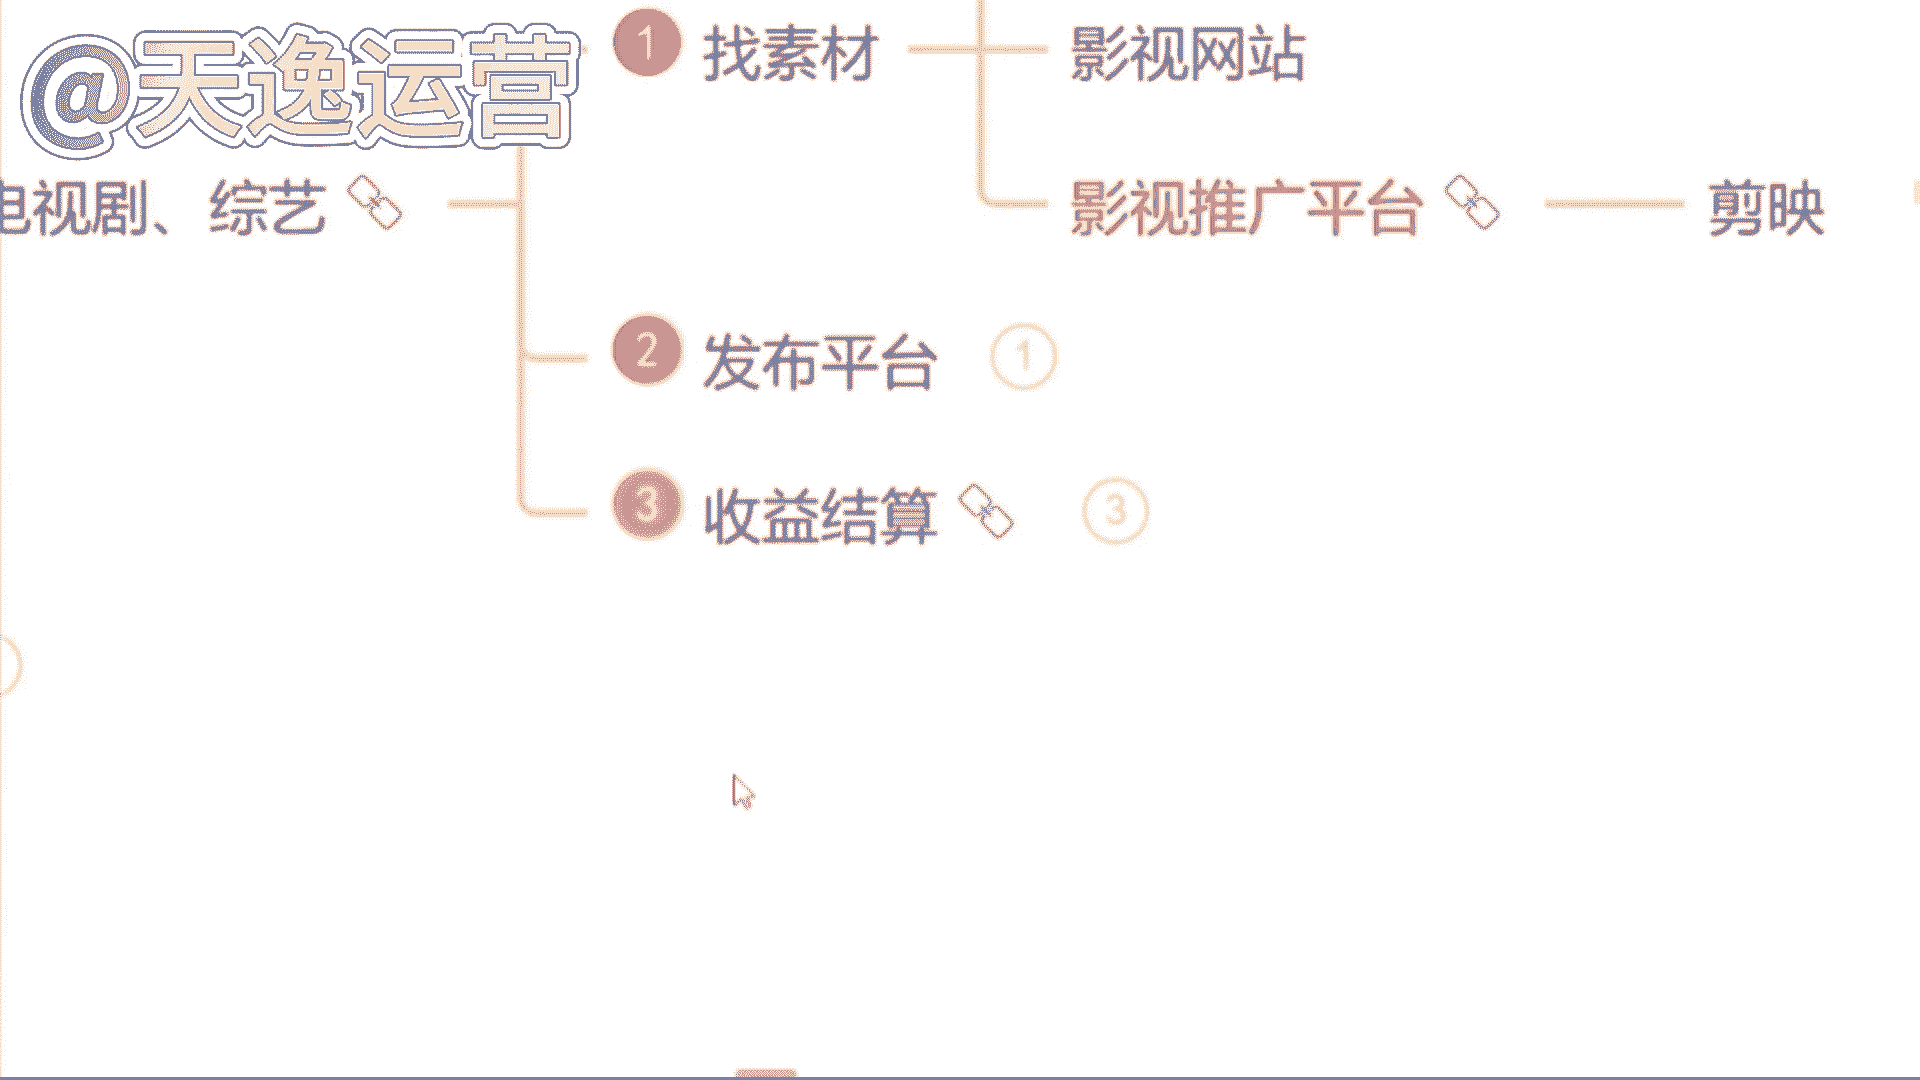 @天逸运营
1 找素材
影视网站
电视剧、综艺
影视推广平台
剪映
2 发布平台 1
3 收益结算 3